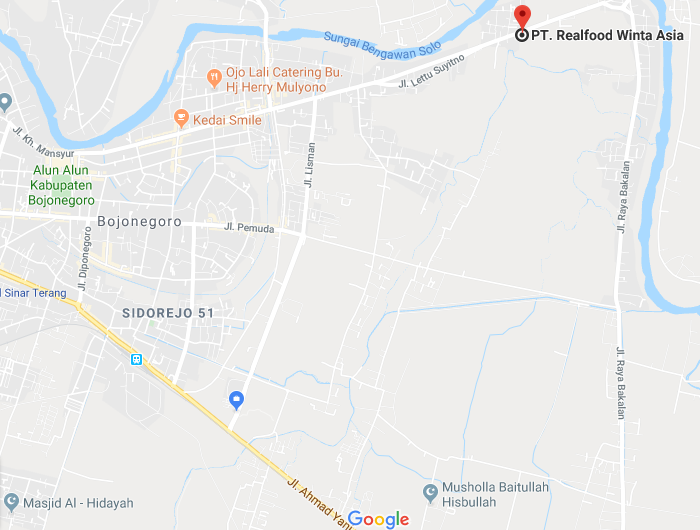 PT. Realfood Winta Asia
Sungai Bengawan Solo
Jl. Lettu Suyitno
Ojo Lali Catering Bu.
Hj Herry Mulyono
Kedai Smile
Jl. Kh. Mansyur
Jl. Lisman
Alun Alun
Kabupaten
Bojonegoro
Jl. Raya Bakalan
Bojonegoro
Jl. Pemuda
Jl. Diponegoro
l Sinar Terang
SIDOREJO 51
Jl. Raya Bakalan
Jl. Ahmad Yani
Musholla Baitullah
Hisbullah
Masjid Al - Hidayah
Google